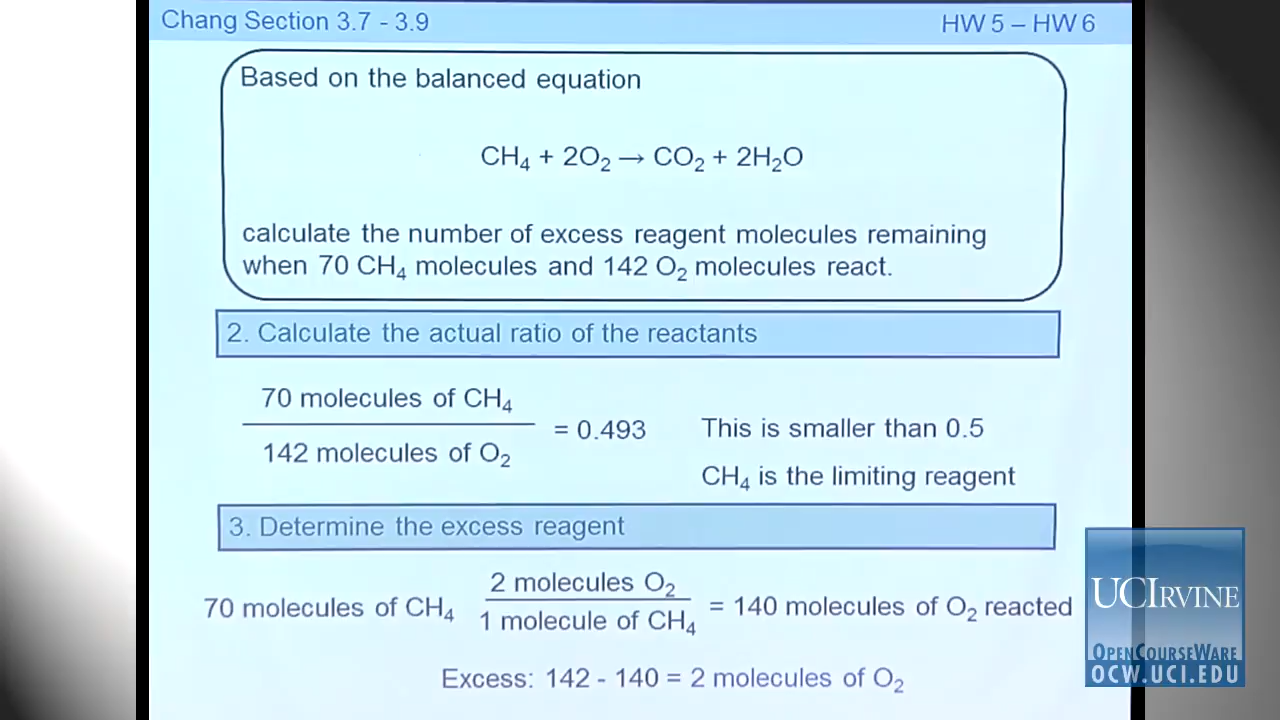 Chang Section 3.7 - 3.9
HW 5 – HW 6
Based on the balanced equation
CH₄ + 2O₂ → CO₂ + 2H₂O
calculate the number of excess reagent molecules remaining
when 70 CH₄ molecules and 142 O₂ molecules react.
2. Calculate the actual ratio of the reactants
70 molecules of CH₄
142 molecules of O₂
= 0.493
This is smaller than 0.5
CH₄ is the limiting reagent
3. Determine the excess reagent
70 molecules of CH₄
2 molecules O₂
1 molecule of CH₄
= 140 molecules of O₂ reacted
Excess: 142 - 140 = 2 molecules of O₂
UCIRVINE
OPENCOURSEWARE
OCW.UCI.EDU